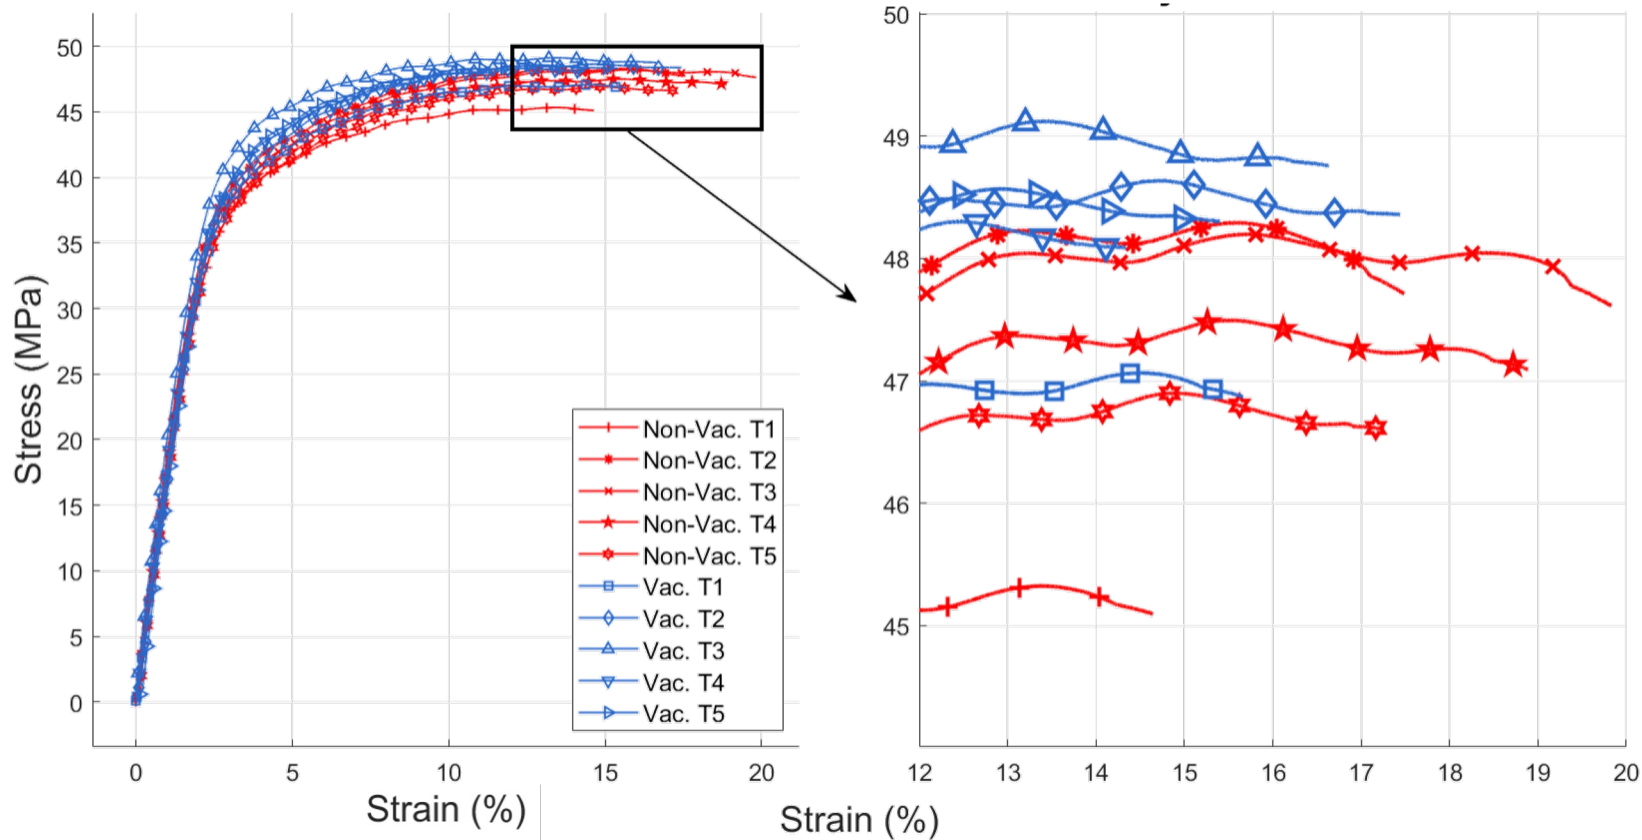 50
45
40
35
30
25
20
15
10
5
0
Stress (MPa)
0 5 10 15 20
Strain (%)
Non-Vac. T1
Non-Vac. T2
Non-Vac. T3
Non-Vac. T4
Non-Vac. T5
Vac. T1
Vac. T2
Vac. T3
Vac. T4
Vac. T5
50
49
48
47
46
45
12 13 14 15 16 17 18 19 20
Strain (%)